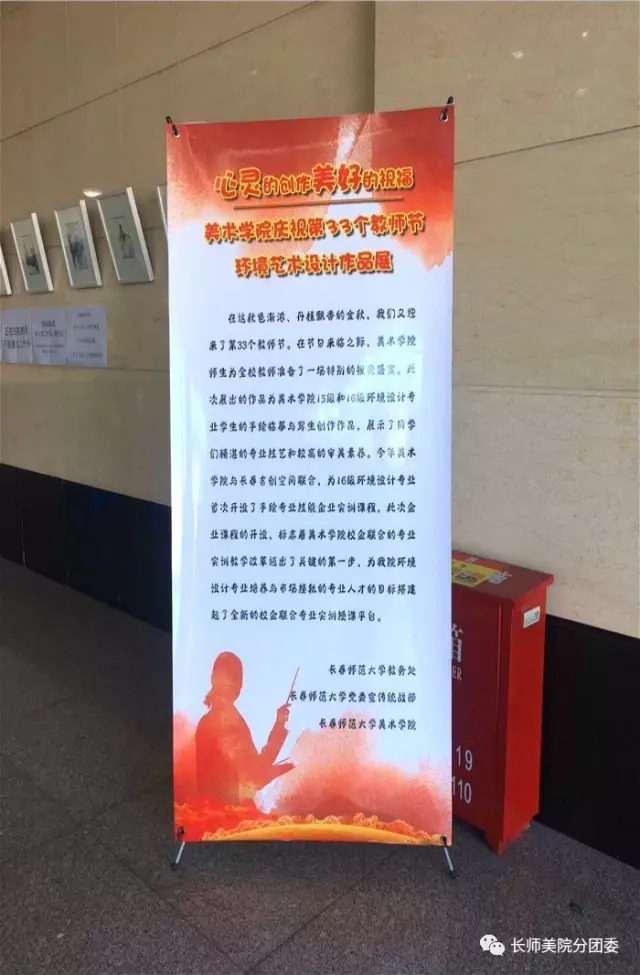 心灵的创作美好的祝福
美术学院庆祝第33个教师节
环境艺术设计作品展
在这秋色渐浓、丹桂飘香的金秋，我们又迎
来了第33个教师节。在节日来临之际，美术学院
师生为全校教师准备了一场特别的视觉盛宴。此
次展出的作品为美术学院15级和16级环境设计专
业学生的手绘临摹与写生创作作品，展示了同学
们精湛的专业技艺和较高的审美素养。今年美术
学院与长春言创空间联合，为16级环境设计专业
首次开设了手绘专业技能企业实训课程，此次企
业课程的开设，标志着美术学院校企联合的专业
实训教学改革迈出了关键的第一步，为我院环境
设计专业培养与市场接轨的专业人才的目标搭建
起了全新的校企联合专业实训授课平台。
长春师范大学教务处
长春师范大学党委宣传统战部
长春师范大学美术学院
箱
19
110
长师美院分团委